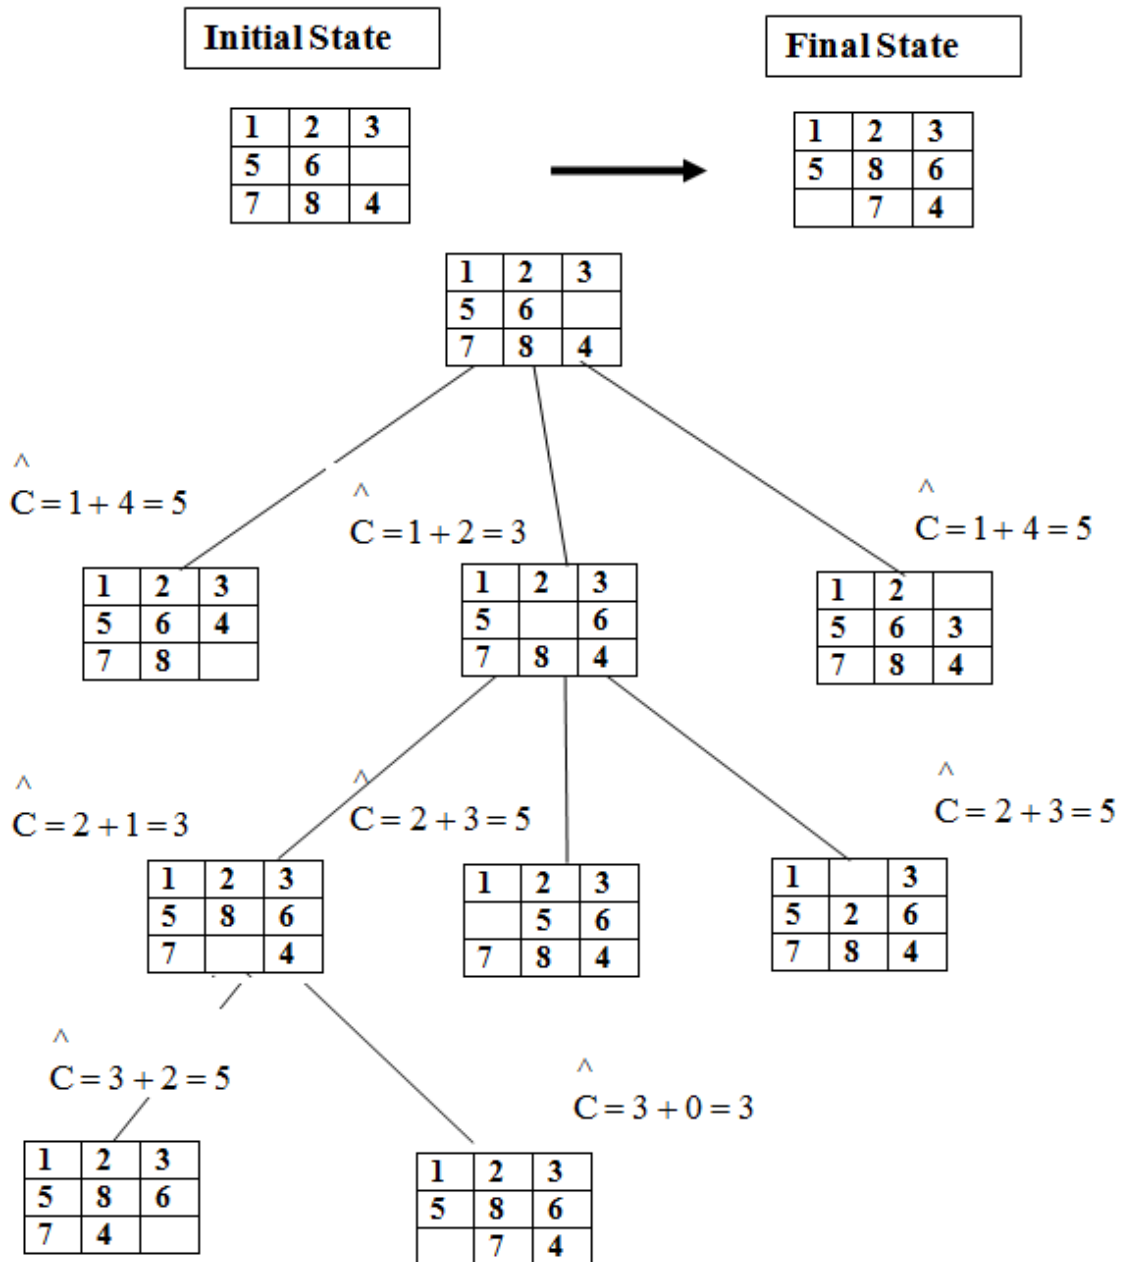 Initial State
Final State
1 2 3
5 6
7 8 4
1 2 3
5 8 6
7 4
1 2 3
5 6
7 8 4
^
C = 1 + 4 = 5
^
C = 1 + 2 = 3
^
C = 1 + 4 = 5
1 2 3
5 6 4
7 8
1 2 3
5 6
7 8 4
1 2
5 6 3
7 8 4
^
C = 2 + 1 = 3
^
C = 2 + 3 = 5
^
C = 2 + 3 = 5
1 2 3
5 8 6
7 4
1 2 3
5 6
7 8 4
1 3
5 2 6
7 8 4
^
C = 3 + 2 = 5
^
C = 3 + 0 = 3
1 2 3
5 8 6
7 4
1 2 3
5 8 6
7 4